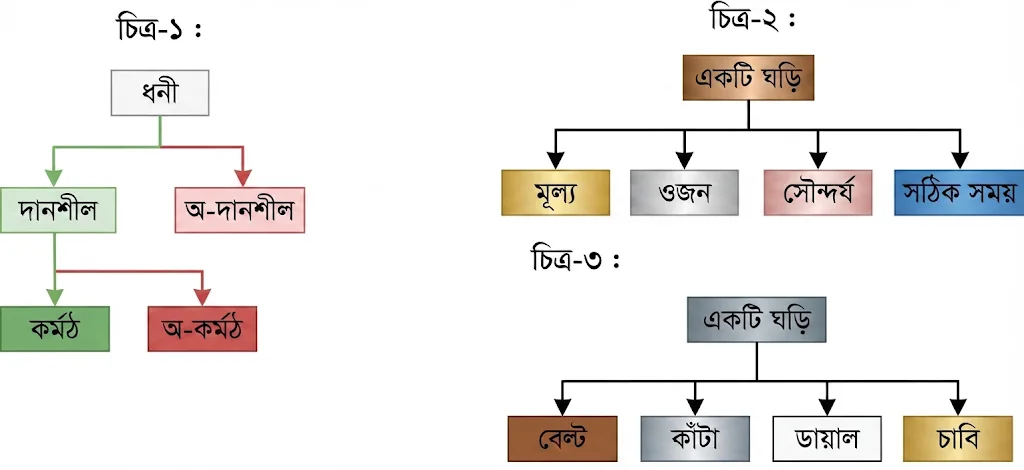 চিত্র-১ :
ধনী
দানশীল
অ-দানশীল
কর্মঠ
অ-কর্মঠ
চিত্র-২ :
একটি ঘড়ি
মূল্য
ওজন
সৌন্দর্য
সঠিক সময়
চিত্র-৩ :
একটি ঘড়ি
বেল্ট
কাঁটা
ডায়াল
চাবি